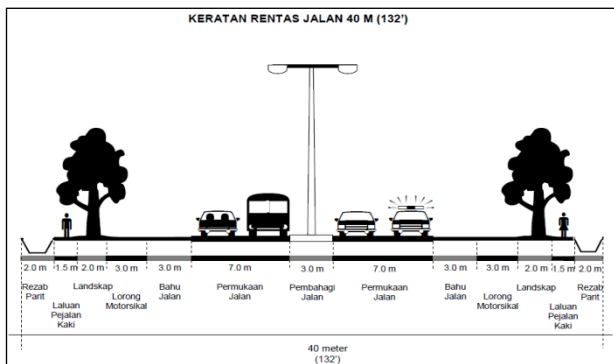 KERATAN RENTAS JALAN 40 M (132')
2.0 m 1.5 m 2.0 m 3.0 m 3.0 m 7.0 m 3.0 m 7.0 m 3.0 m 3.0 m 2.0 m 1.5 m 2.0 m
Rezab
Parit
Laluan
Pejalan
Kaki
Landskap
Lorong
Motorsikal
Bahu
Jalan
Permukaan
Jalan
Pembahagi
Jalan
Permukaan
Jalan
Bahu
Jalan
Lorong
Motorsikal
Landskap
Laluan
Pejalan
Kaki
Rezab
Parit
40 meter
(132')